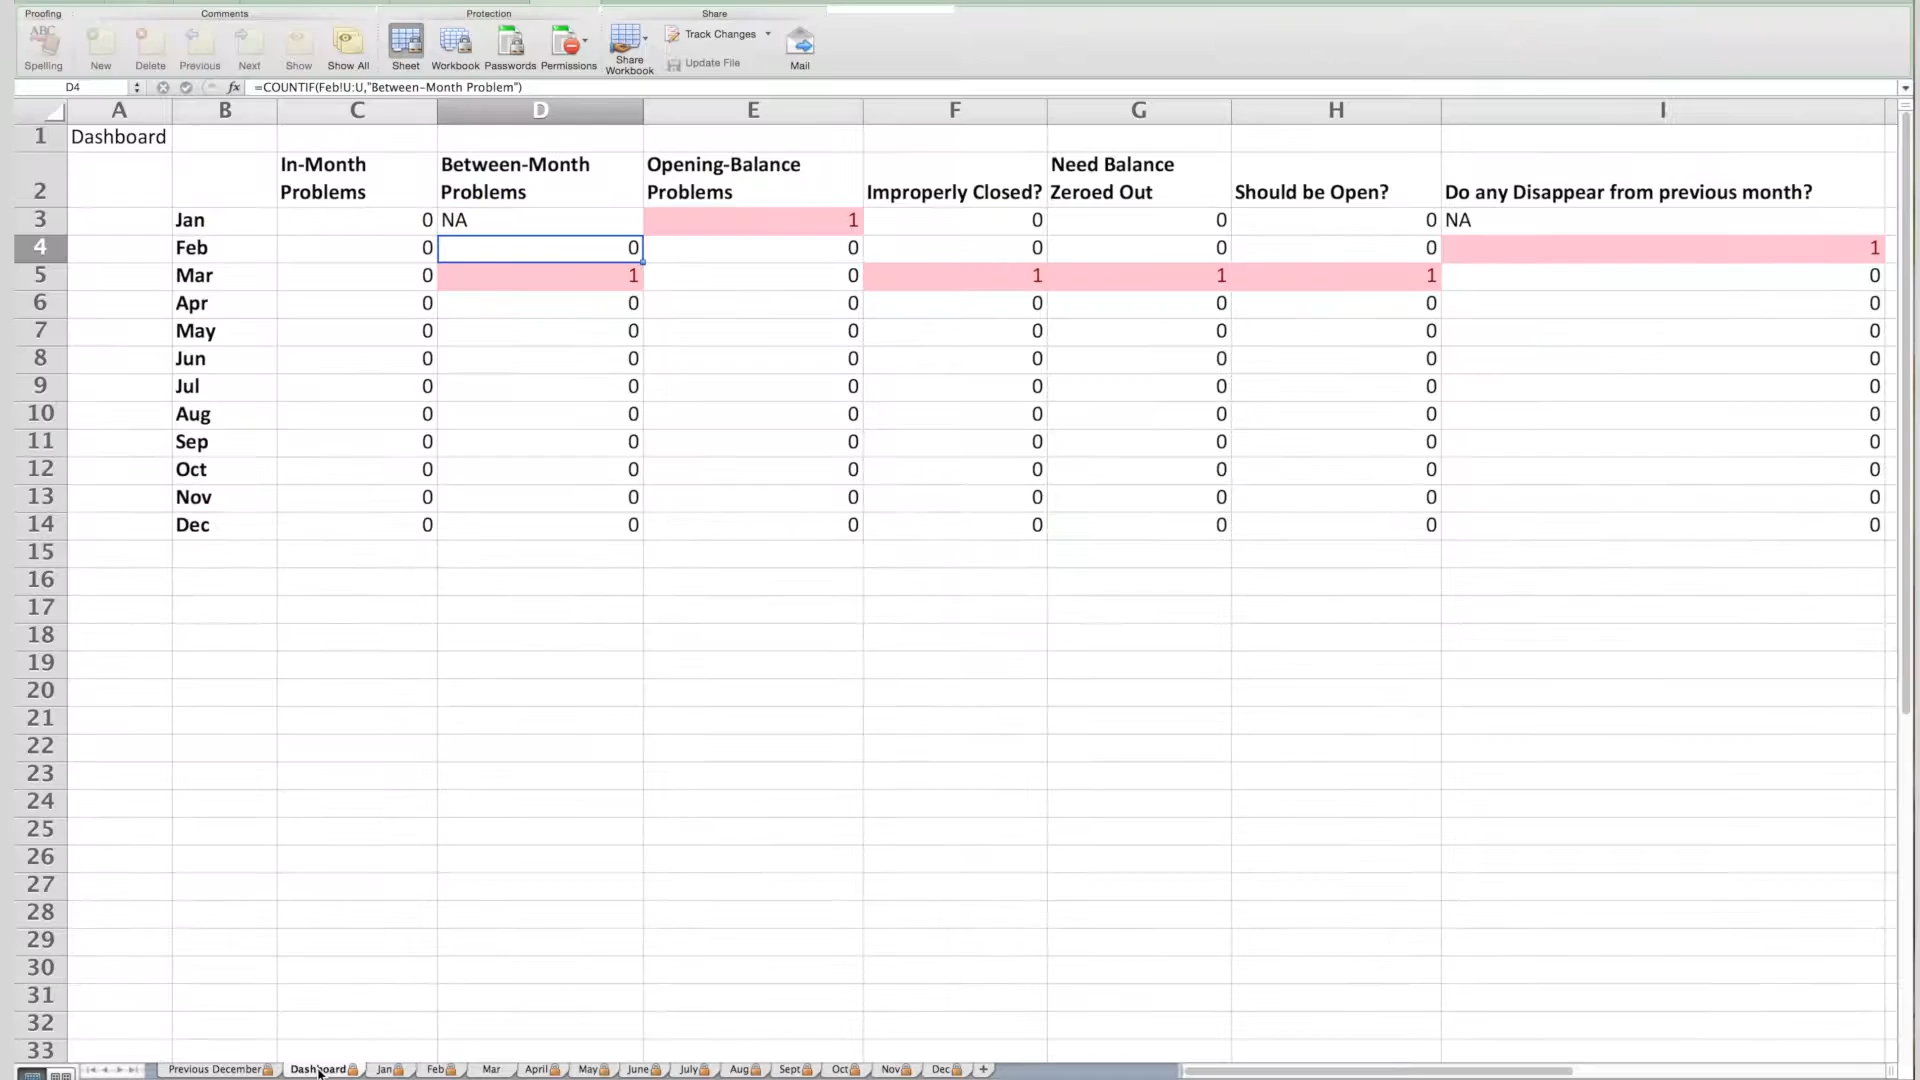 Proofing Comments Protection Share
ABC
Spelling New Delete Previous Next Show Show All Sheet Workbook Passwords Permissions Share Workbook Track Changes Update File Mail
D4 fx =COUNTIF(Feb!U:U,"Between-Month Problem")
A B C D E F G H I
1 Dashboard
In-Month Between-Month Opening-Balance Need Balance
2 Problems Problems Problems Improperly Closed? Zeroed Out Should be Open? Do any Disappear from previous month?
3 Jan 0 NA 1 0 0 0 NA
4 Feb 0 0 0 0 0 0 1
5 Mar 0 1 0 1 1 1 0
6 Apr 0 0 0 0 0 0 0
7 May 0 0 0 0 0 0 0
8 Jun 0 0 0 0 0 0 0
9 Jul 0 0 0 0 0 0 0
10 Aug 0 0 0 0 0 0 0
11 Sep 0 0 0 0 0 0 0
12 Oct 0 0 0 0 0 0 0
13 Nov 0 0 0 0 0 0 0
14 Dec 0 0 0 0 0 0 0
15
16
17
18
19
20
21
22
23
24
25
26
27
28
29
30
31
32
33
Previous December Dashboard Jan Feb Mar April May June July Aug Sept Oct Nov Dec +